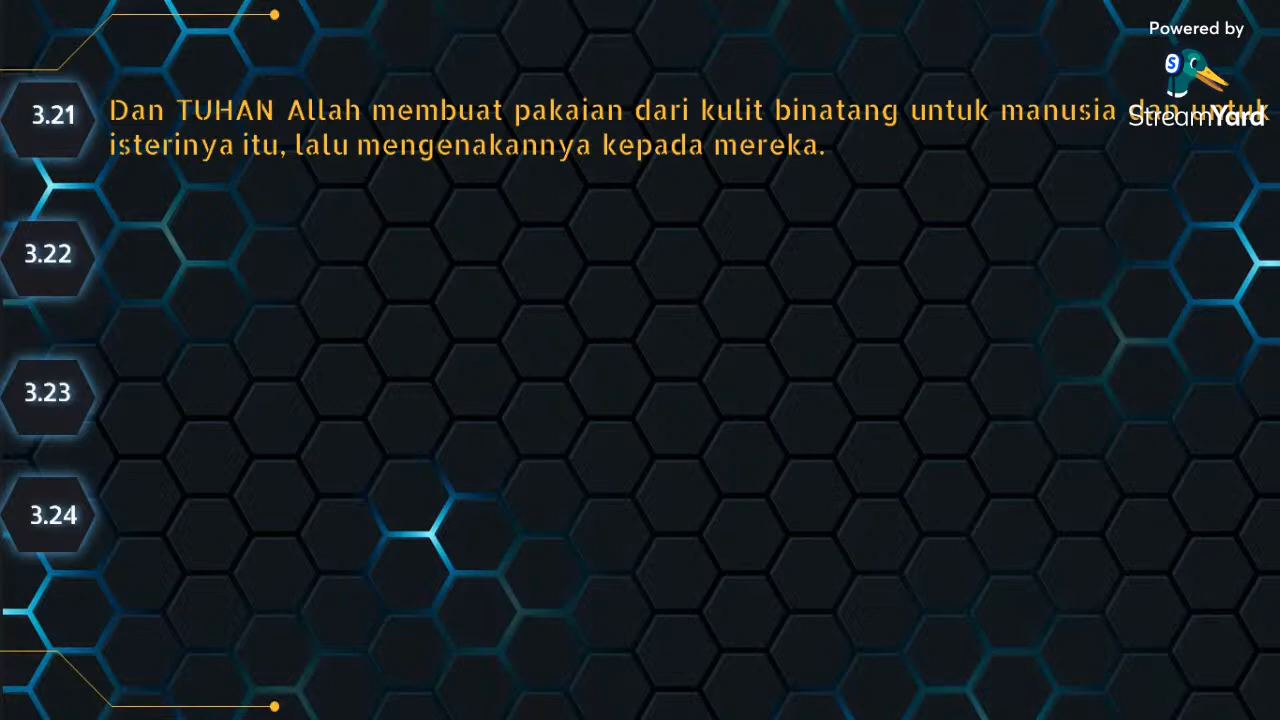 Powered by
StreamYard
3.21
Dan TUHAN Allah membuat pakaian dari kulit binatang untuk manusia dan untuk
isterinya itu, lalu mengenakannya kepada mereka.
3.22
3.23
3.24